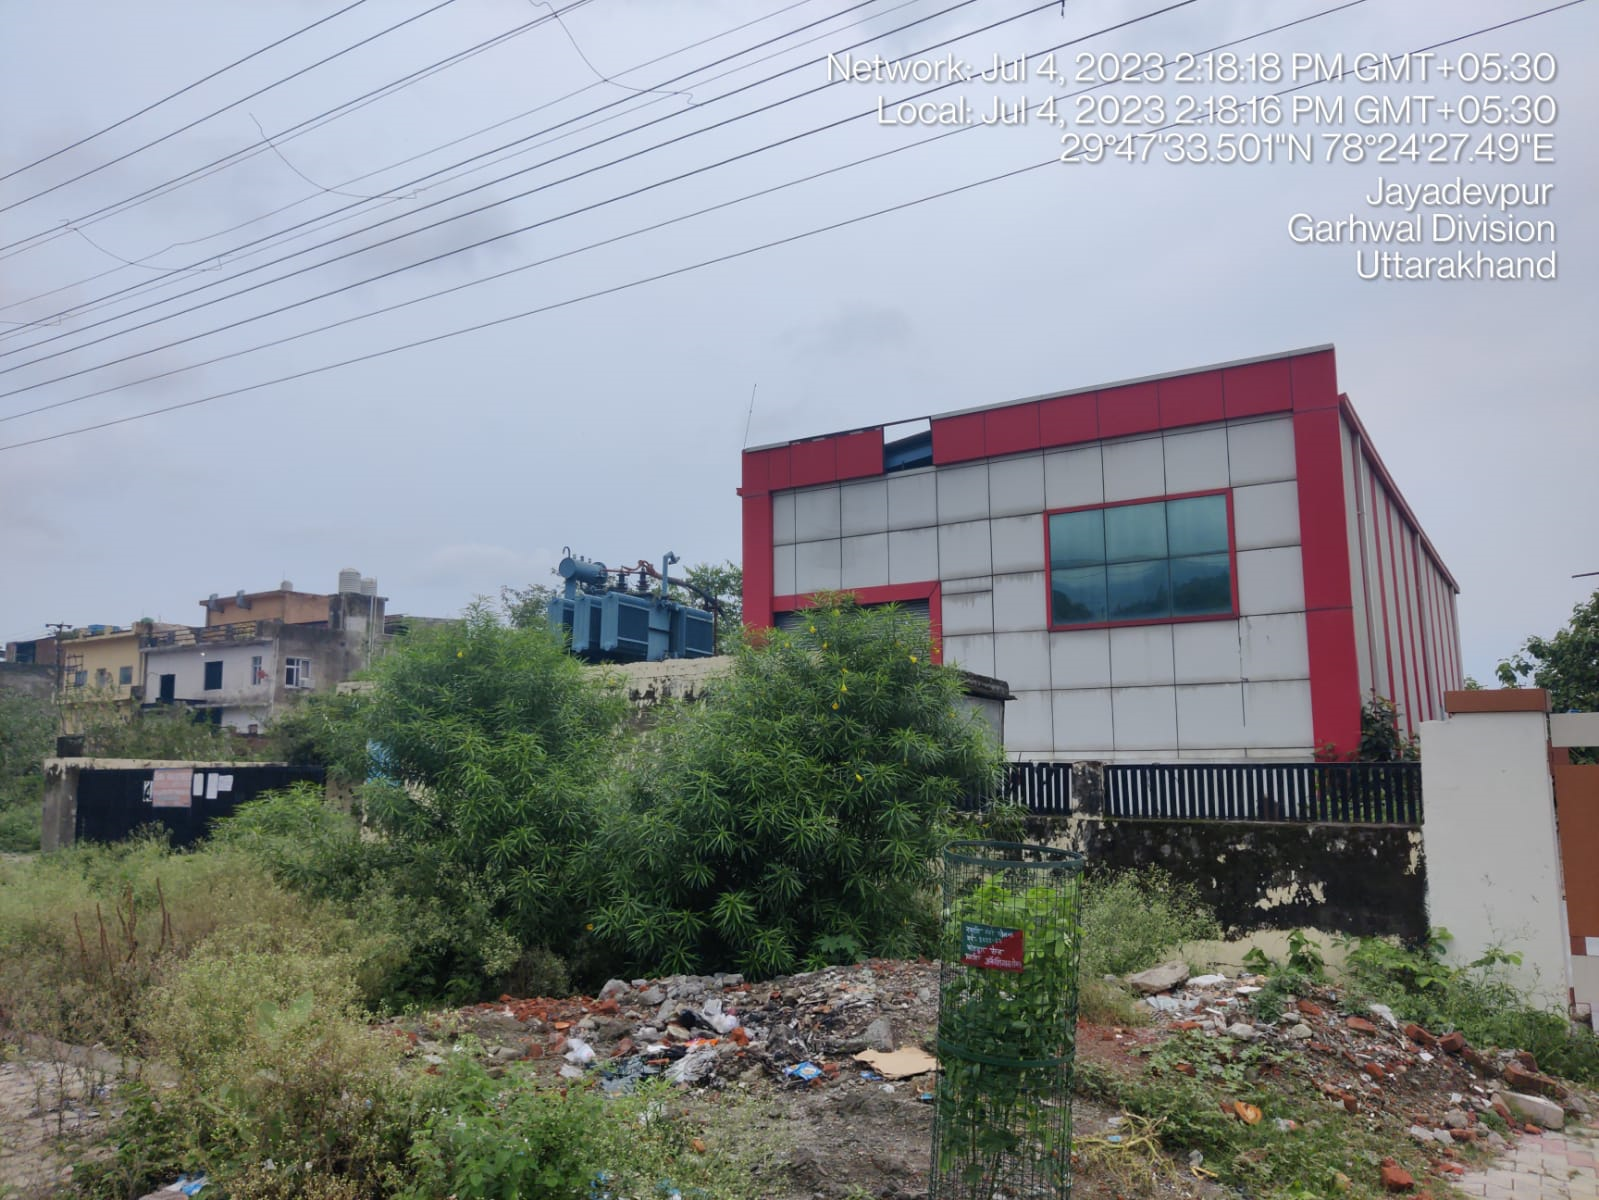 Network: Jul 4, 2023 2:18:18 PM GMT+05:30
Local: Jul 4, 2023 2:18:16 PM GMT+05:30
29°47'33.501"N 78°24'27.49"E
Jayadevpur
Garhwal Division
Uttarakhand